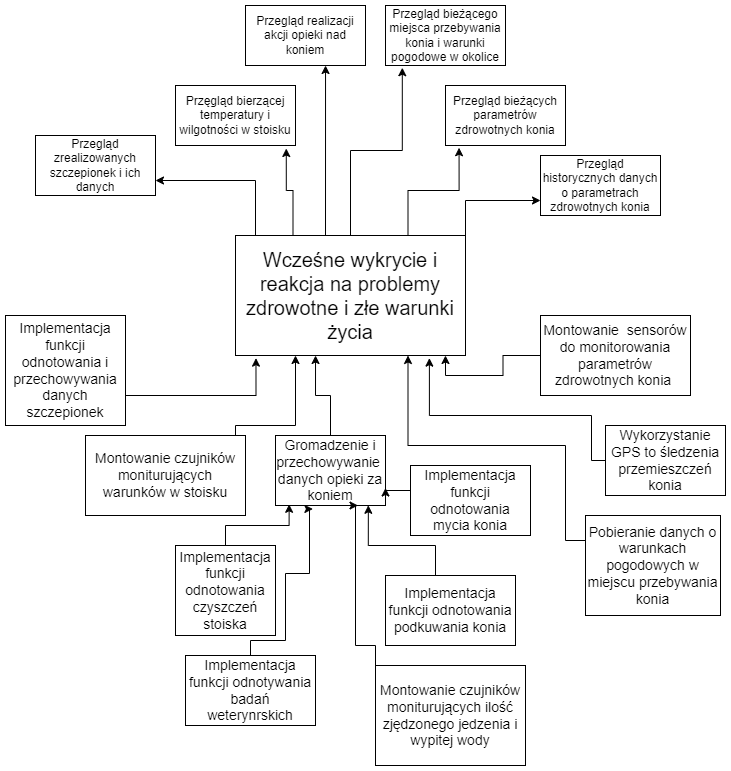 Przegląd realizacji
akcji opieki nad
koniem
Przegląd bieżącego
miejsca przebywania
konia i warunki
pogodowe w okolice
Przegląd bierzącej
temperatury i
wilgotności w stoisku
Przegląd bieżących
parametrów
zdrowotnych konia
Przegląd
zrealizowanych
szczepionek i ich
danych
Przegląd
historycznych danych
o parametrach
zdrowotnych konia
Wcześne wykrycie i
reakcja na problemy
zdrowotne i złe warunki
życia
Implementacja
funkcji
odnotowania i
przechowywania
danych
szczepionek
Montowanie sensorów
do monitorowania
parametrów
zdrowotnych konia
Montowanie czujników
moniturujących
warunków w stoisku
Gromadzenie i
przechowywanie
danych opieki za
koniem
Wykorzystanie
GPS to śledzenia
przemieszczeń
konia
Implementacja
funkcji
odnotowania
mycia konia
Pobieranie danych o
warunkach
pogodowych w
miejscu przebywania
konia
Implementacja
funkcji
odnotowania
czyszczeń
stoiska
Implementacja
funkcji odnotowania
podkuwania konia
Implementacja
funkcji odnotywania
badań
weterynrskich
Montowanie czujników
moniturujących ilość
zjędzonego jedzenia i
wypitej wody